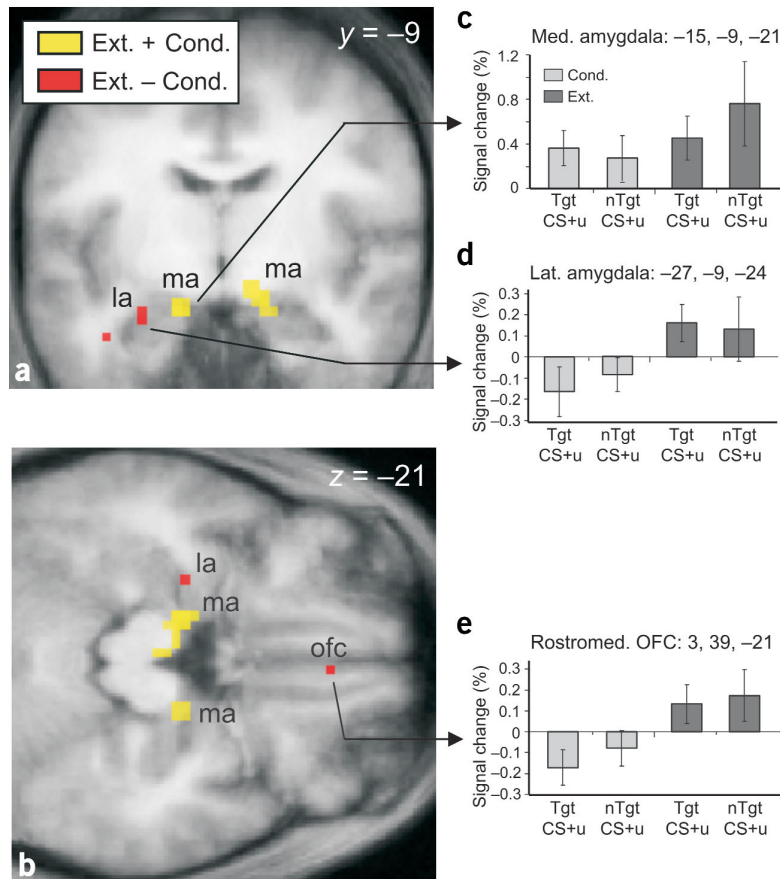 Ext. + Cond.
Ext. – Cond.
y = –9
la
ma
ma
a
z = –21
la
ma
ofc
ma
b
c
Med. amygdala: –15, –9, –21
Signal change (%)
1.2
0.8
0.4
0
Cond.
Ext.
Tgt nTgt Tgt nTgt
CS+u CS+u CS+u CS+u
d
Lat. amygdala: –27, –9, –24
Signal change (%)
0.3
0.2
0.1
0
–0.1
–0.2
–0.3
Tgt nTgt Tgt nTgt
CS+u CS+u CS+u CS+u
e
Rostromed. OFC: 3, 39, –21
Signal change (%)
0.3
0.2
0.1
0
–0.1
–0.2
–0.3
Tgt nTgt Tgt nTgt
CS+u CS+u CS+u CS+u